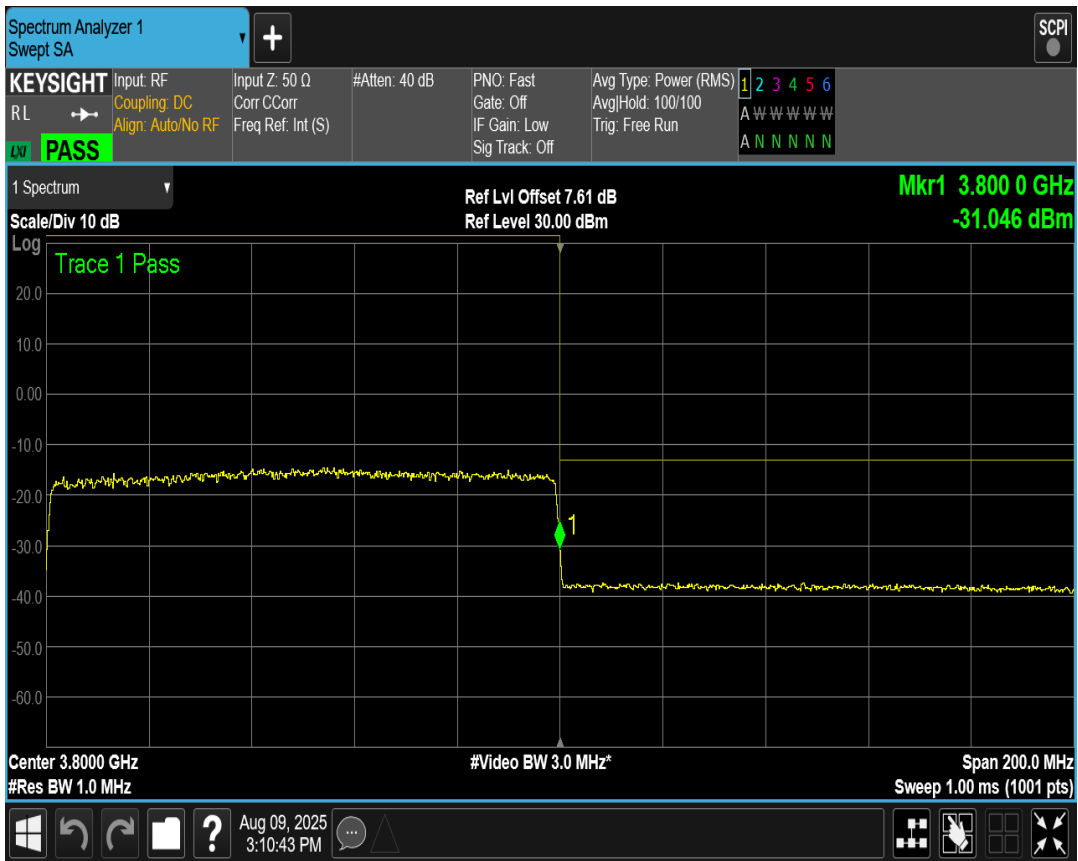 Spectrum Analyzer 1
Swept SA
+
SCPI
KEYSIGHT
R L
LXI
PASS
Input: RF
Coupling: DC
Align: Auto/No RF
Input Z: 50 Ω
Corr CCorr
Freq Ref: Int (S)
#Atten: 40 dB
PNO: Fast
Gate: Off
IF Gain: Low
Sig Track: Off
Avg Type: Power (RMS)
Avg|Hold: 100/100
Trig: Free Run
1 2 3 4 5 6
A W W W W W
A N N N N N
1 Spectrum
Scale/Div 10 dB
Log
Ref Lvl Offset 7.61 dB
Ref Level 30.00 dBm
Mkr1 3.800 0 GHz
-31.046 dBm
Trace 1 Pass
20.0
10.0
0.00
-10.0
-20.0
1
-30.0
-40.0
-50.0
-60.0
Center 3.8000 GHz
#Res BW 1.0 MHz
#Video BW 3.0 MHz*
Span 200.0 MHz
Sweep 1.00 ms (1001 pts)
?
Aug 09, 2025
3:10:43 PM